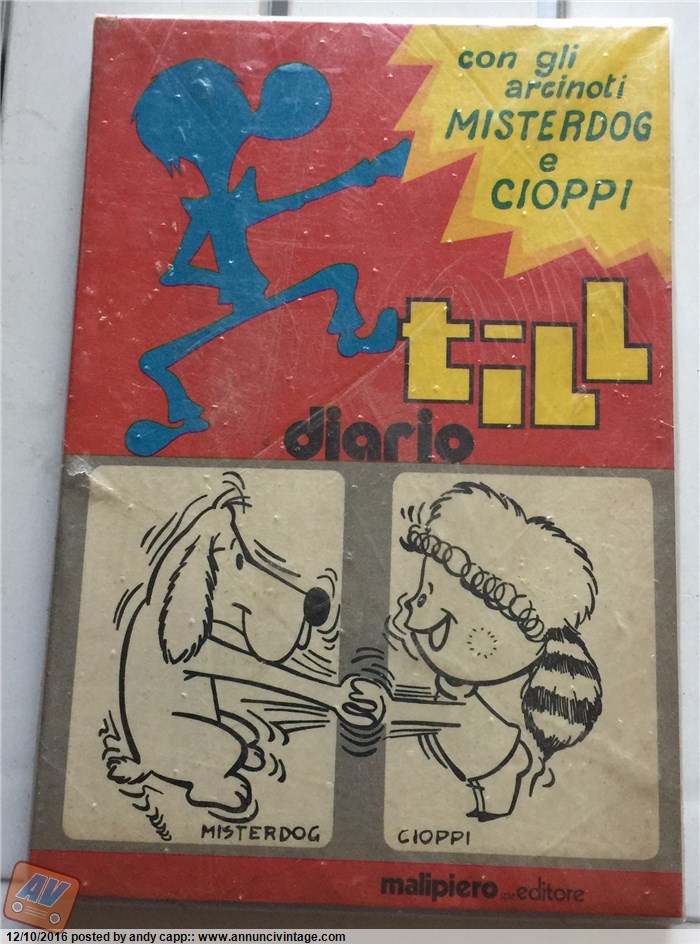 con gli
arcinoti
MISTERDOG
e
CIOPPI
till
diario
MISTERDOG
CIOPPI
malipiero editore
AV
12/10/2016 posted by andy capp:: www.annuncivintage.com